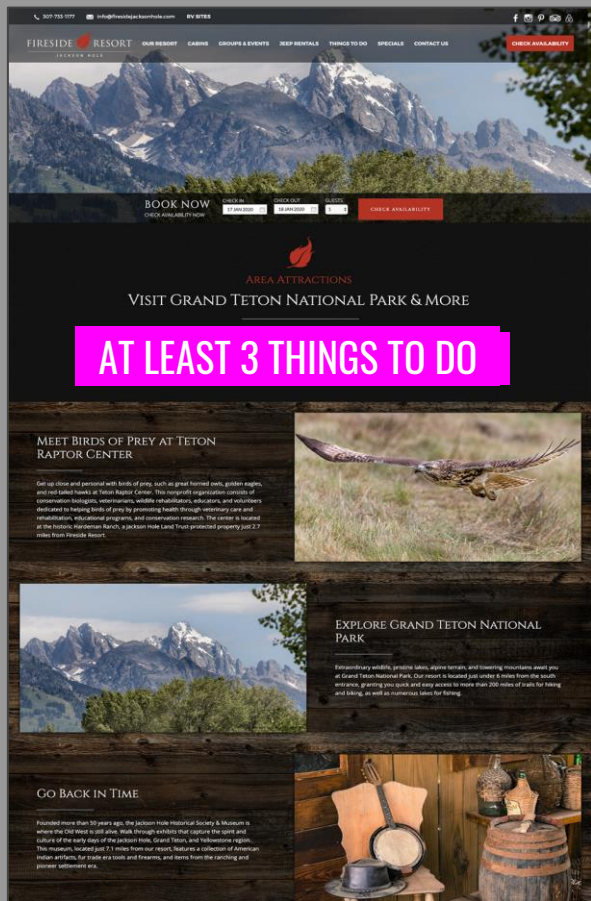 307-733-1177 info@firesidejacksonhole.com RV SITES
FIRESIDE RESORT
JACKSON HOLE
OUR RESORT CABINS GROUPS & EVENTS JEEP RENTALS THINGS TO DO SPECIALS CONTACT US
CHECK AVAILABILITY
BOOK NOW
CHECK AVAILABILITY NOW
CHECK IN CHECK OUT GUESTS
17 JAN 2020 18 JAN 2020 1
CHECK AVAILABILITY
AREA ATTRACTIONS
VISIT GRAND TETON NATIONAL PARK & MORE
AT LEAST 3 THINGS TO DO
MEET BIRDS OF PREY AT TETON
RAPTOR CENTER
Get up close and personal with birds of prey, such as great horned owls, golden eagles,
and red-tailed hawks at Teton Raptor Center. This nonprofit organization consists of
conservation biologists, veterinarians, wildlife rehabilitators, educators, and volunteers
dedicated to helping birds of prey by promoting health through veterinary care and
rehabilitation, educational programs, and conservation research. The center is located
at the historic Hardeman Ranch, a Jackson Hole Land Trust-protected property just 2.7
miles from Fireside Resort.
EXPLORE GRAND TETON NATIONAL
PARK
Extraordinary wildlife, pristine lakes, alpine terrain, and towering mountains await you
at Grand Teton National Park. Our resort is located just under 6 miles from the south
entrance, granting you quick and easy access to more than 200 miles of trails for hiking
and biking, as well as numerous lakes for fishing.
GO BACK IN TIME
Founded more than 50 years ago, the Jackson Hole Historical Society & Museum is
where the Old West is still alive. Walk through exhibits that capture the spirit and
culture of the early days of the Jackson Hole, Grand Teton, and Yellowstone region.
This museum, located just 7.1 miles from our resort, features a collection of American
Indian artifacts, fur trade era tools and firearms, and items from the ranching and
pioneer settlement era.